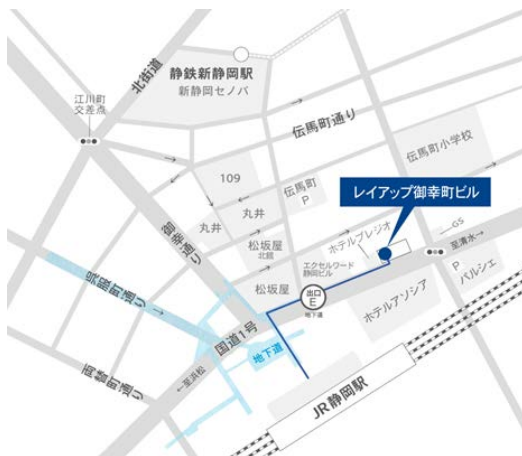 静鉄新静岡駅
新静岡セノバ
北街道
江川町
交差点
伝馬町通り
伝馬町小学校
109
伝馬町
P
レイアップ御幸町ビル
丸井
丸井
御幸通り
松坂屋
北館
ホテルプレジオ
GS
至清水→
エクセルワード
静岡ビル
P
パルシェ
呉服町通り
松坂屋
出口
E
地下道
ホテルアソシア
国道1号
地下道
両替町通り
←至浜松
JR静岡駅